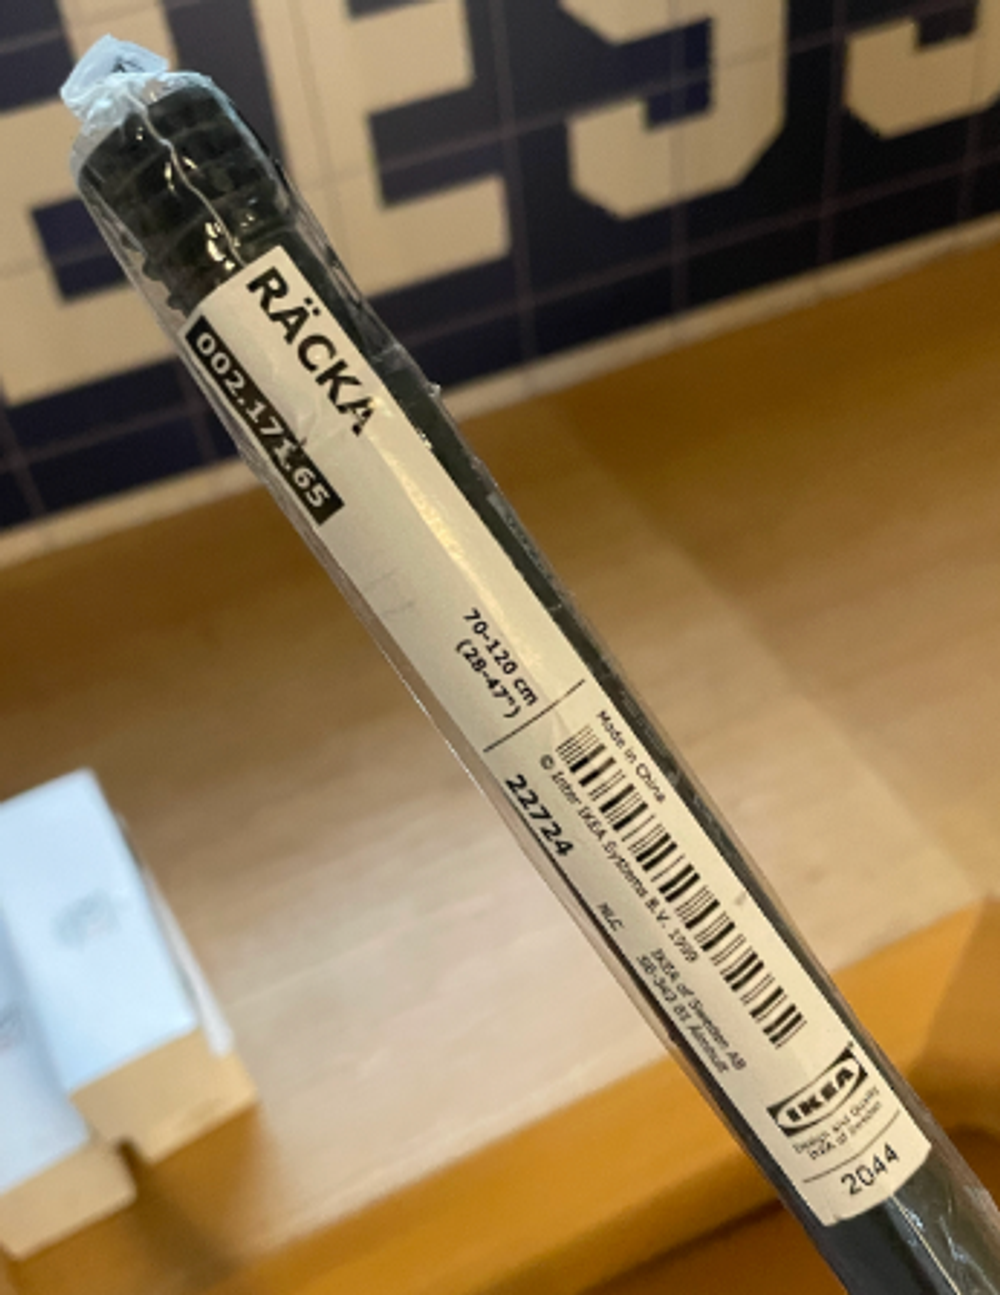 RÄCKA
002.171.65
70-120 cm
(28-47")
Made in China
© Inter IKEA Systems B.V. 1999
22724
NLC
IKEA of Sweden AB
SE-343 81 Älmhult
IKEA
Design and Quality
IKEA of Sweden
2044